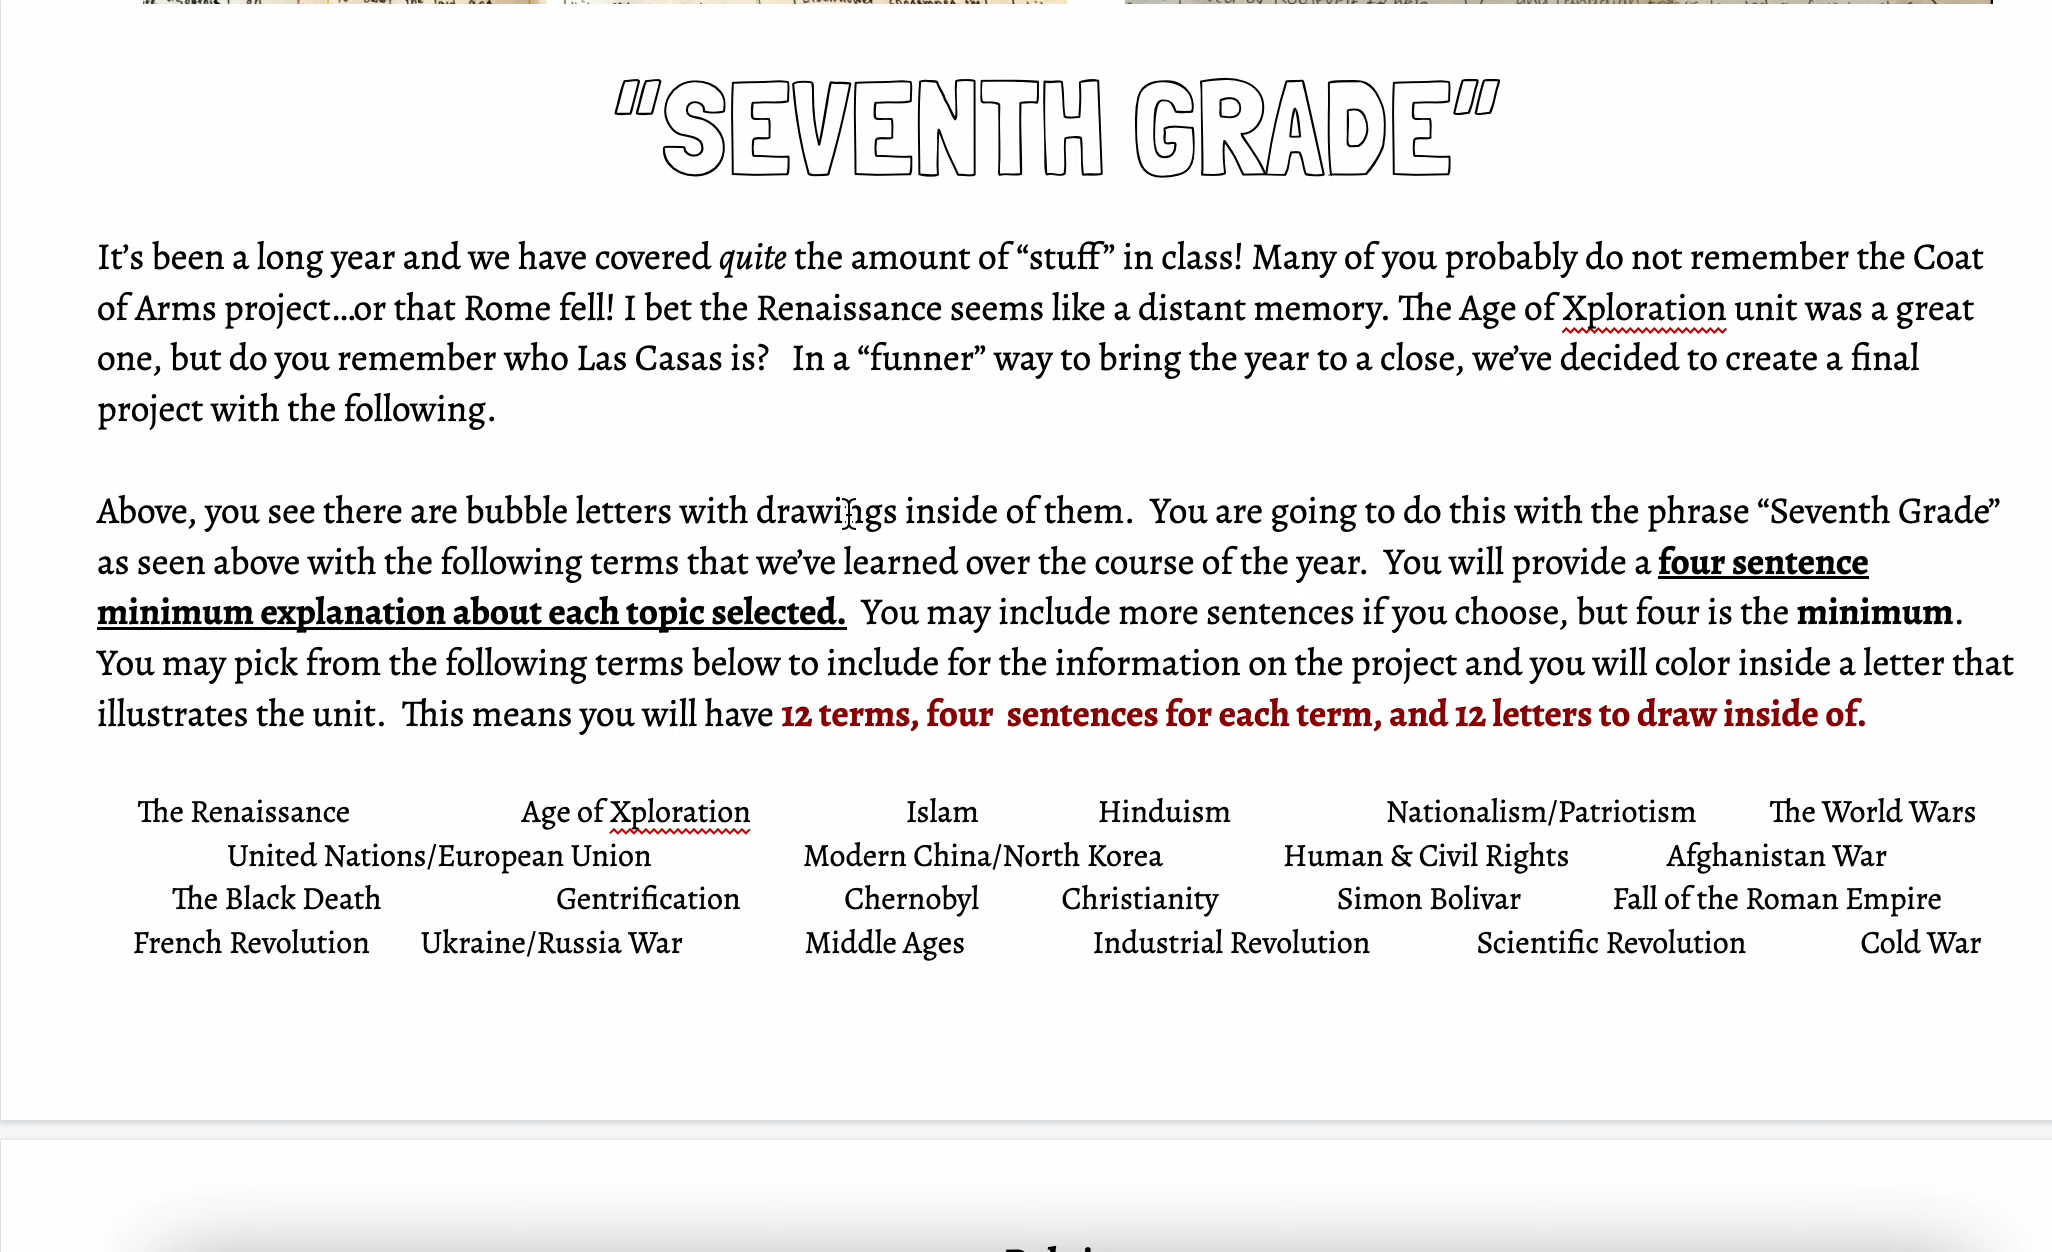 "SEVENTH GRADE"
It's been a long year and we have covered quite the amount of "stuff" in class! Many of you probably do not remember the Coat
of Arms project...or that Rome fell! I bet the Renaissance seems like a distant memory. The Age of Xploration unit was a great
one, but do you remember who Las Casas is?   In a "funner" way to bring the year to a close, we've decided to create a final
project with the following.
Above, you see there are bubble letters with drawings inside of them.  You are going to do this with the phrase "Seventh Grade"
as seen above with the following terms that we've learned over the course of the year.  You will provide a four sentence
minimum explanation about each topic selected.  You may include more sentences if you choose, but four is the minimum.
You may pick from the following terms below to include for the information on the project and you will color inside a letter that
illustrates the unit.  This means you will have 12 terms, four  sentences for each term, and 12 letters to draw inside of.
The Renaissance Age of Xploration Islam Hinduism Nationalism/Patriotism The World Wars
United Nations/European Union Modern China/North Korea Human & Civil Rights Afghanistan War
The Black Death Gentrification Chernobyl Christianity Simon Bolivar Fall of the Roman Empire
French Revolution Ukraine/Russia War Middle Ages Industrial Revolution Scientific Revolution Cold War